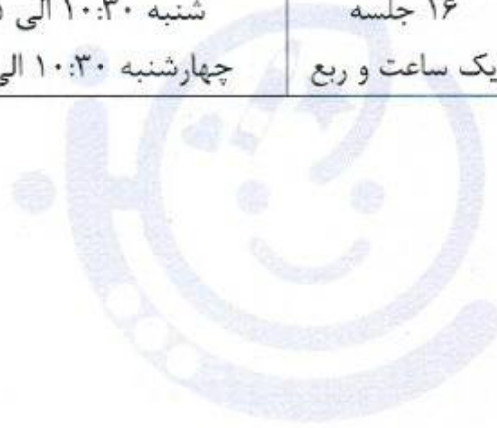 ۱۶ جلسه شنبه ۱۰:۳۰ الی
یک ساعت و ربع چهارشنبه ۱۰:۳۰ الی